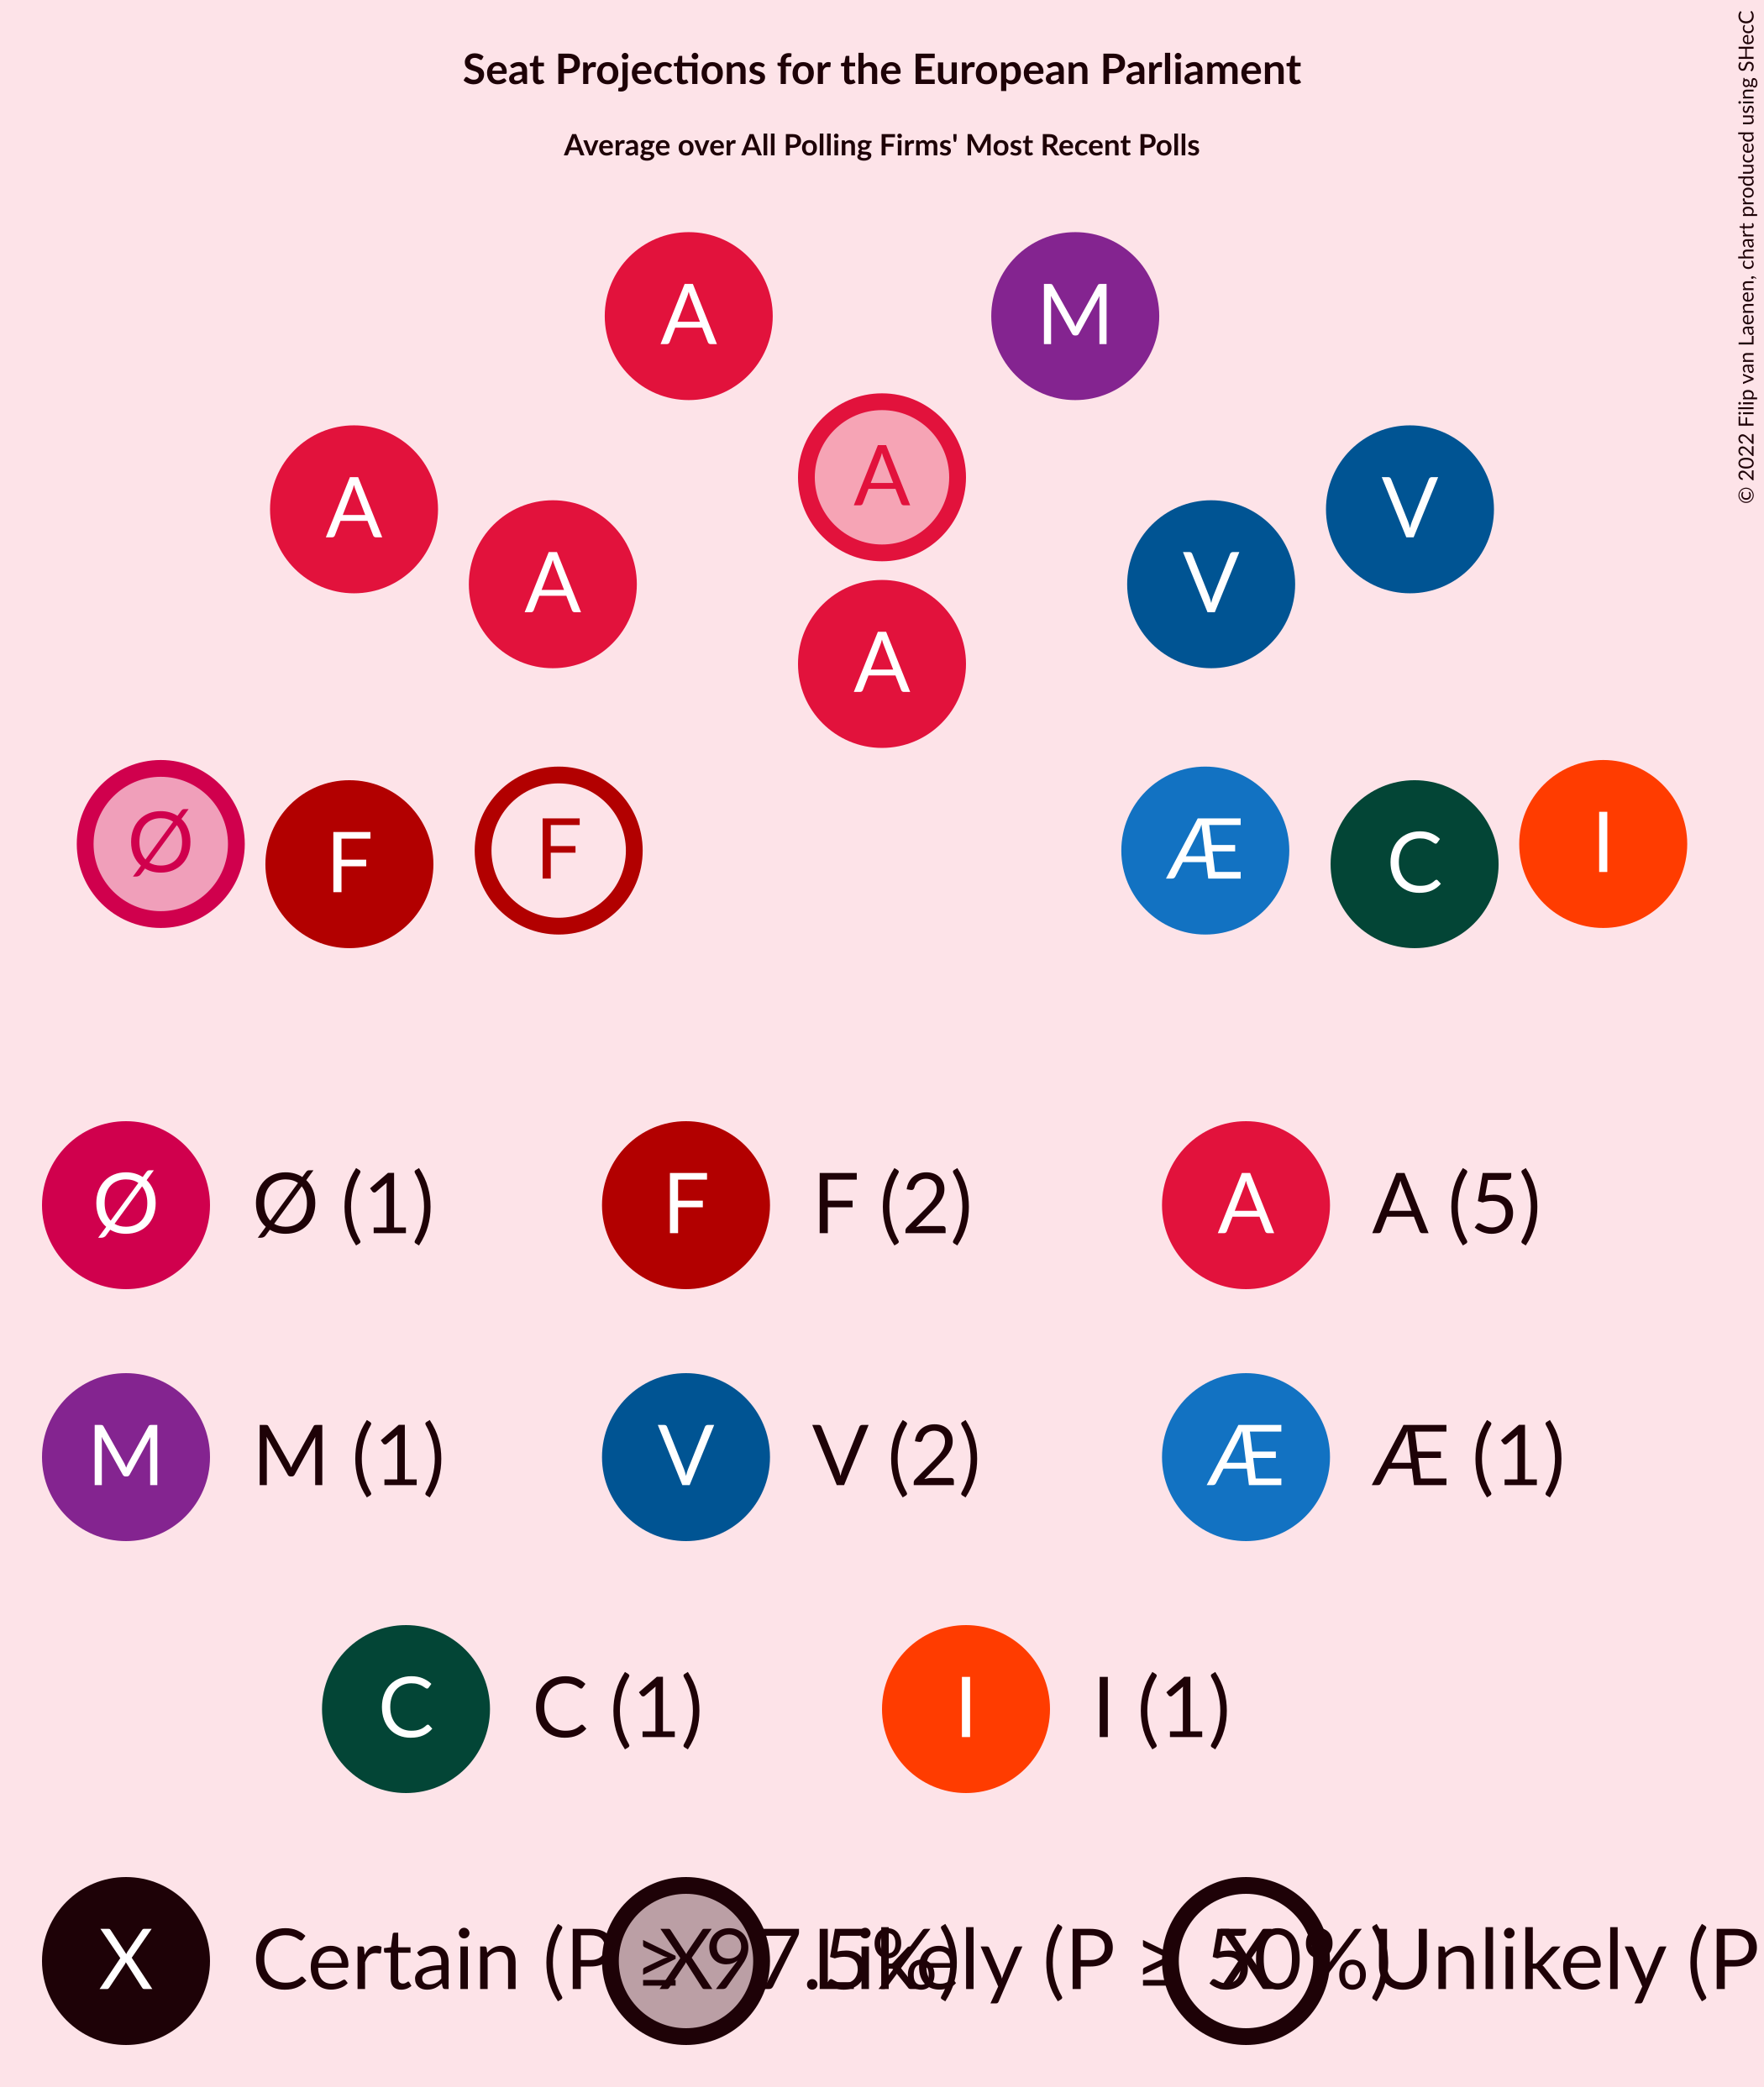 Seat Projections for the European Parliament
Average over All Polling Firms' Most Recent Polls
© 2022 Filip van Laenen, chart produced using SHecC
A M
A
A V
A V
A
Ø F F Æ C I
Ø Ø (1) F F (2) A A (5)
M M (1) V V (2) Æ Æ (1)
C C (1) I I (1)
X Certain (P ≥ 97.5%) X Likely (P ≥ 50%) X Unlikely (P